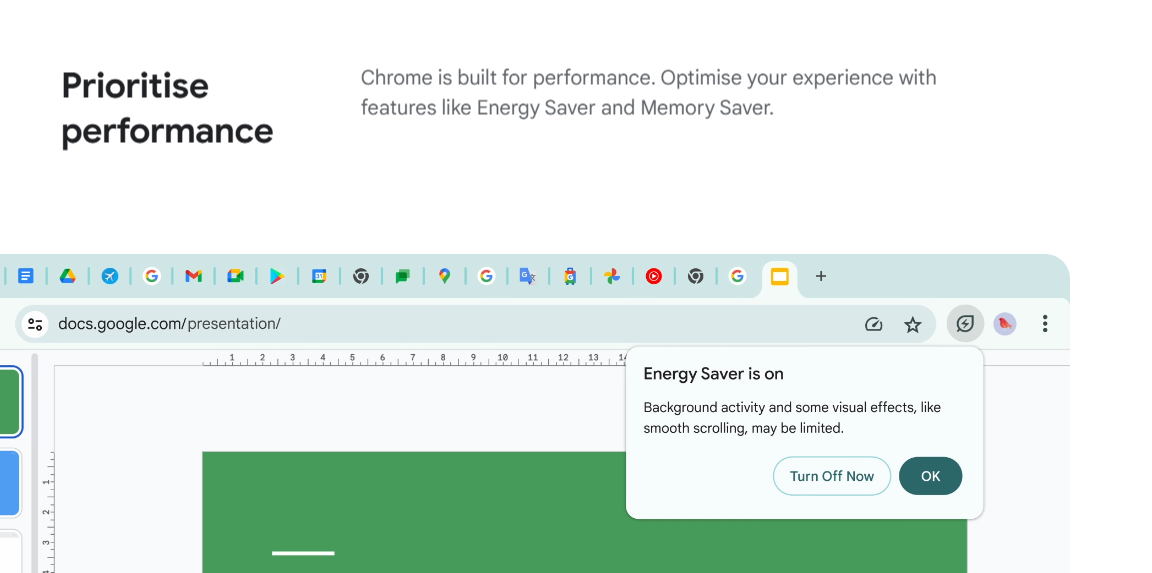 Prioritise
performance
Chrome is built for performance. Optimise your experience with
features like Energy Saver and Memory Saver.
docs.google.com/presentation/
1 2 3 4 5 6 7 8 9 10 11 12 13 14
Energy Saver is on
Background activity and some visual effects, like
smooth scrolling, may be limited.
Turn Off Now
OK
1
2
3